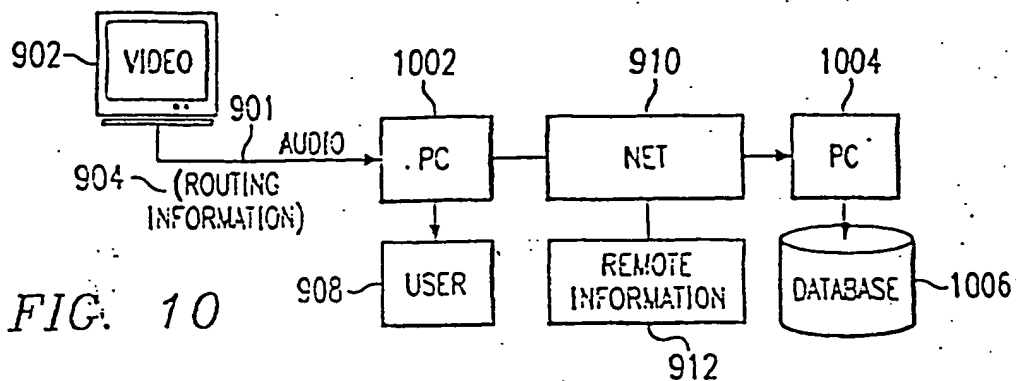 902
VIDEO
901
AUDIO
904
(ROUTING
INFORMATION)
1002
PC
910
NET
1004
PC
908
USER
REMOTE
INFORMATION
912
DATABASE
1006
FIG. 10